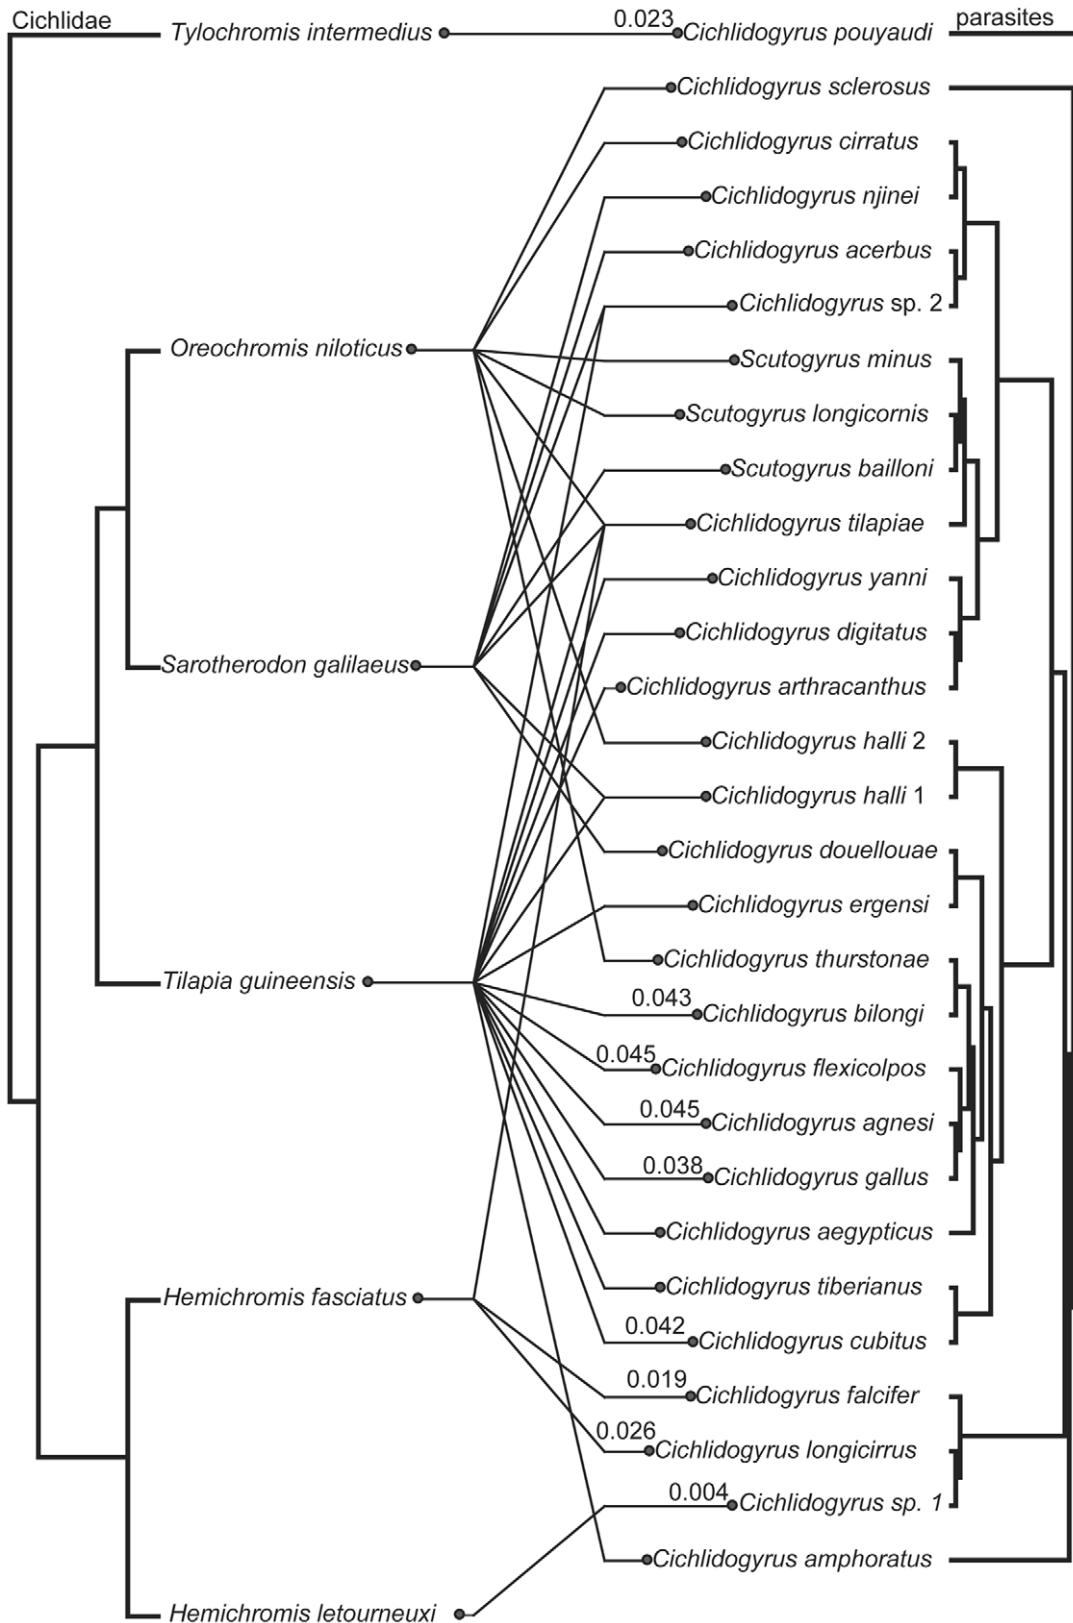 Cichlidae
parasites
Tylochromis intermedius
0.023
Cichlidogyrus pouyaudi
Cichlidogyrus sclerosus
Cichlidogyrus cirratus
Cichlidogyrus njinei
Cichlidogyrus acerbus
Cichlidogyrus sp. 2
Oreochromis niloticus
Scutogyrus minus
Scutogyrus longicornis
Scutogyrus bailloni
Cichlidogyrus tilapiae
Cichlidogyrus yanni
Cichlidogyrus digitatus
Sarotherodon galilaeus
Cichlidogyrus arthracanthus
Cichlidogyrus halli 2
Cichlidogyrus halli 1
Cichlidogyrus douellouae
Cichlidogyrus ergensi
Cichlidogyrus thurstonae
Tilapia guineensis
0.043
Cichlidogyrus bilongi
0.045
Cichlidogyrus flexicolpos
0.045
Cichlidogyrus agnesi
0.038
Cichlidogyrus gallus
Cichlidogyrus aegypticus
Cichlidogyrus tiberianus
Hemichromis fasciatus
0.042
Cichlidogyrus cubitus
0.019
Cichlidogyrus falcifer
0.026
Cichlidogyrus longicirrus
0.004
Cichlidogyrus sp. 1
Cichlidogyrus amphoratus
Hemichromis letourneuxi